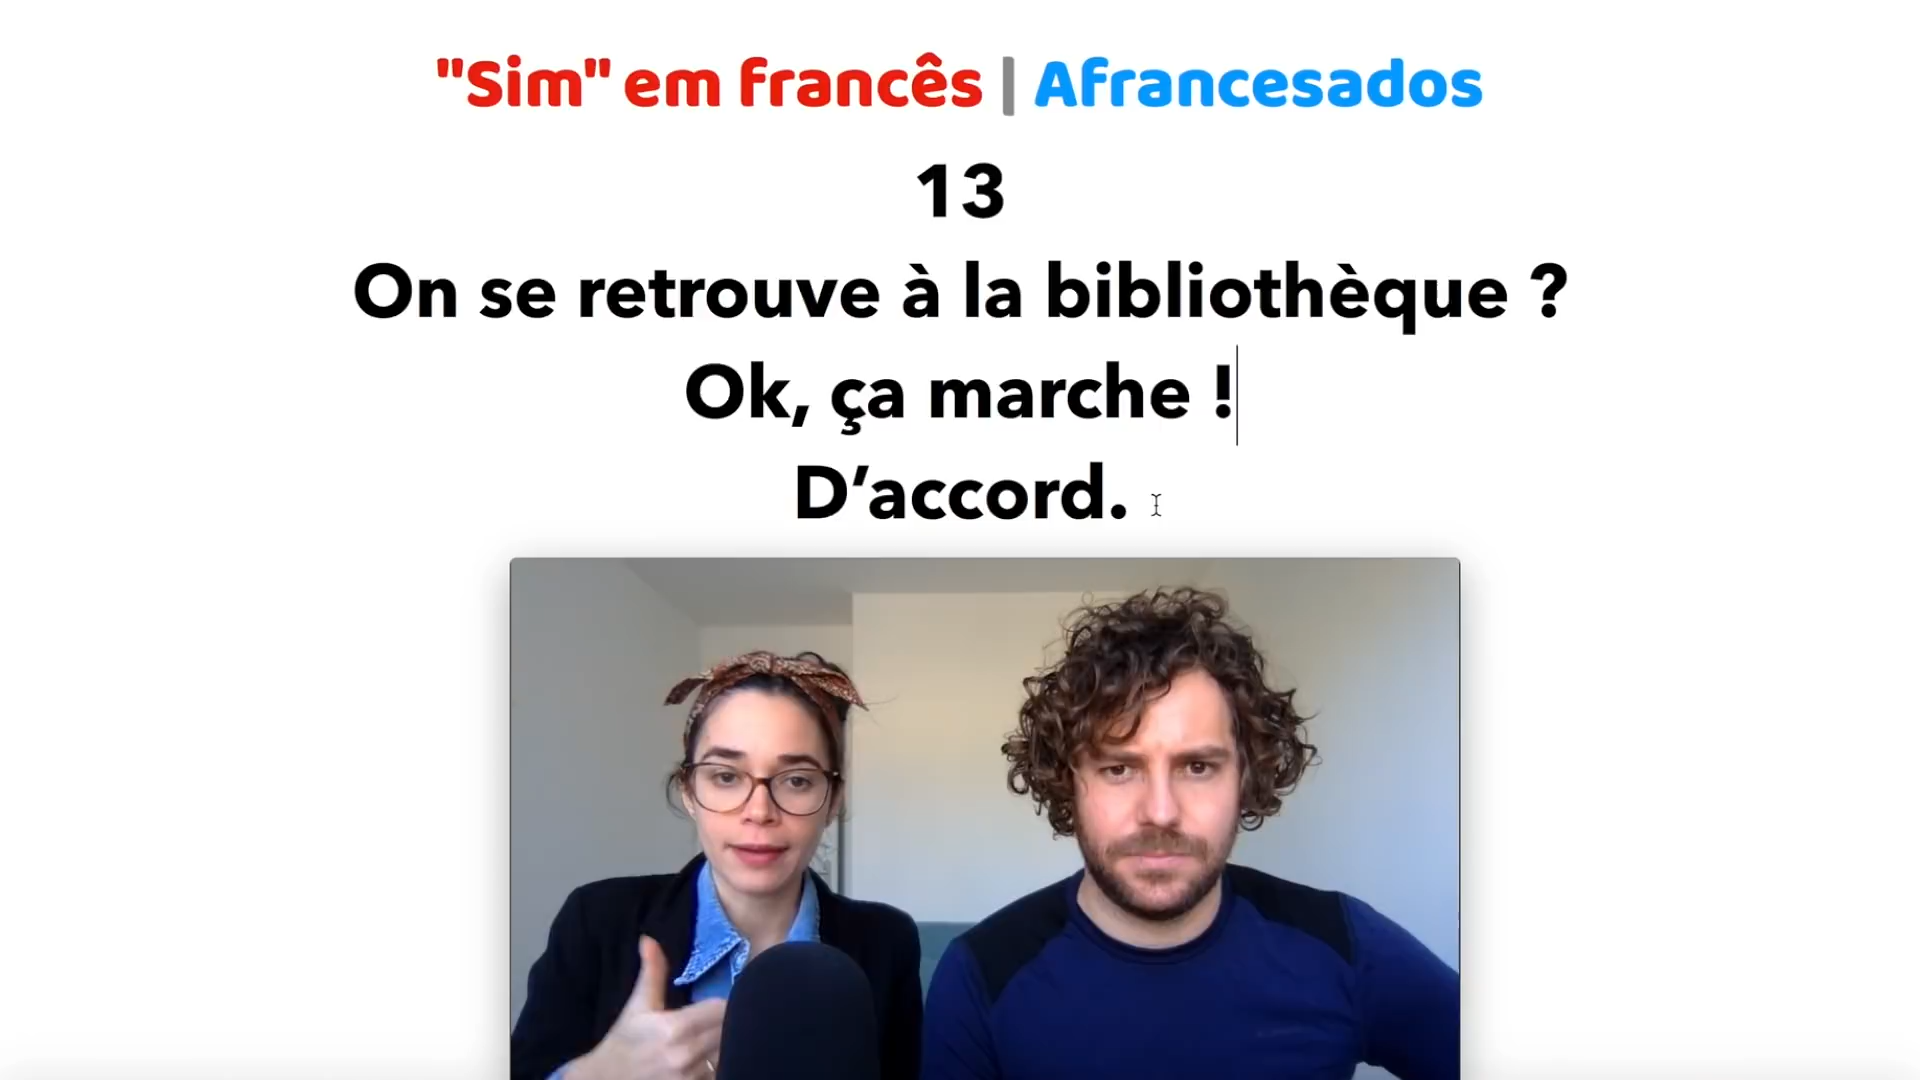 "Sim" em francês | Afrancesados
13
On se retrouve à la bibliothèque ?
Ok, ça marche !
D’accord.